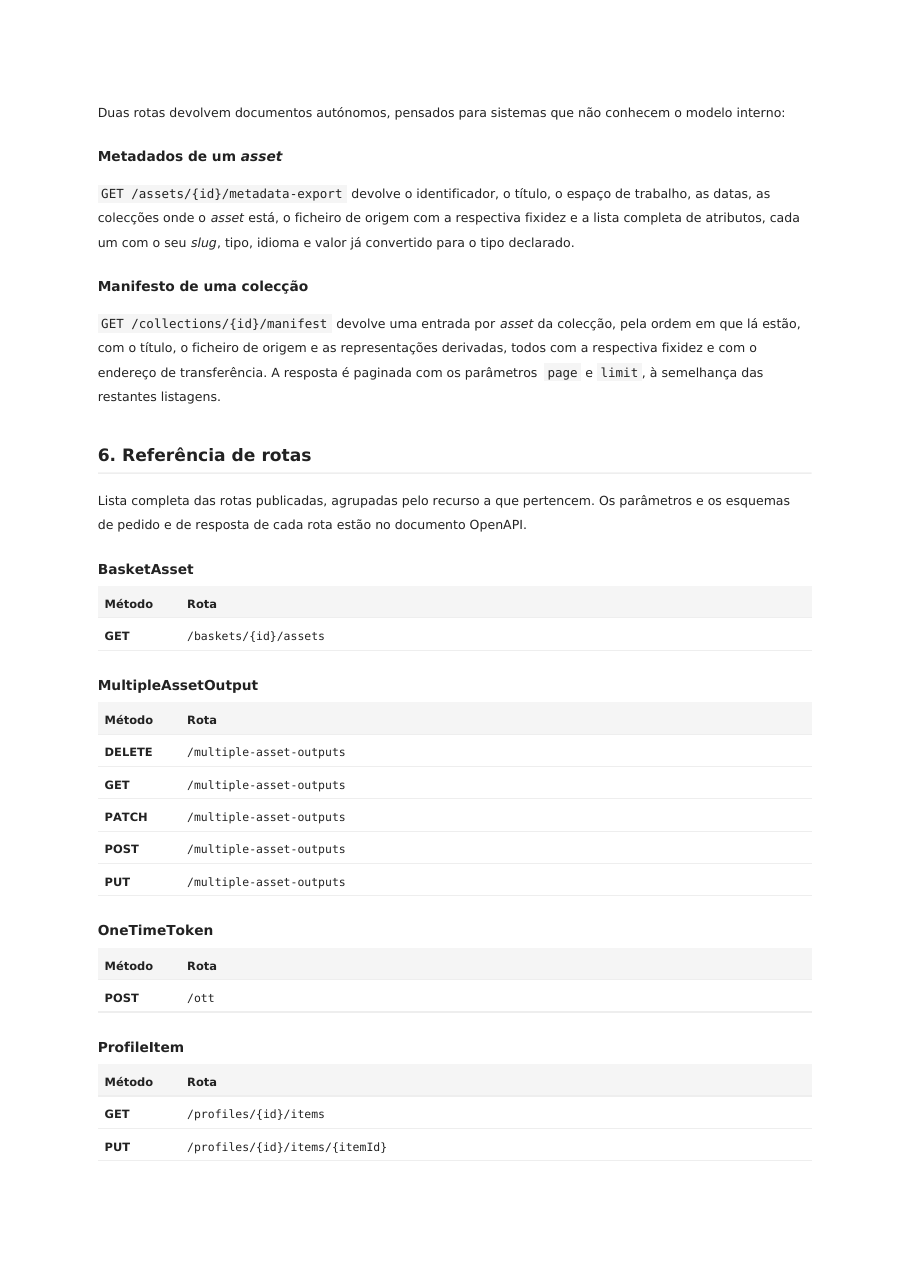 Duas rotas devolvem documentos autónomos, pensados para sistemas que não conhecem o modelo interno:
Metadados de um asset
GET /assets/{id}/metadata-export devolve o identificador, o título, o espaço de trabalho, as datas, as
colecções onde o asset está, o ficheiro de origem com a respectiva fixidez e a lista completa de atributos, cada
um com o seu slug, tipo, idioma e valor já convertido para o tipo declarado.
Manifesto de uma colecção
GET /collections/{id}/manifest devolve uma entrada por asset da colecção, pela ordem em que lá estão,
com o título, o ficheiro de origem e as representações derivadas, todos com a respectiva fixidez e com o
endereço de transferência. A resposta é paginada com os parâmetros page e limit, à semelhança das
restantes listagens.
6. Referência de rotas
Lista completa das rotas publicadas, agrupadas pelo recurso a que pertencem. Os parâmetros e os esquemas
de pedido e de resposta de cada rota estão no documento OpenAPI.
BasketAsset
Método Rota
GET /baskets/{id}/assets
MultipleAssetOutput
Método Rota
DELETE /multiple-asset-outputs
GET /multiple-asset-outputs
PATCH /multiple-asset-outputs
POST /multiple-asset-outputs
PUT /multiple-asset-outputs
OneTimeToken
Método Rota
POST /ott
ProfileItem
Método Rota
GET /profiles/{id}/items
PUT /profiles/{id}/items/{itemId}